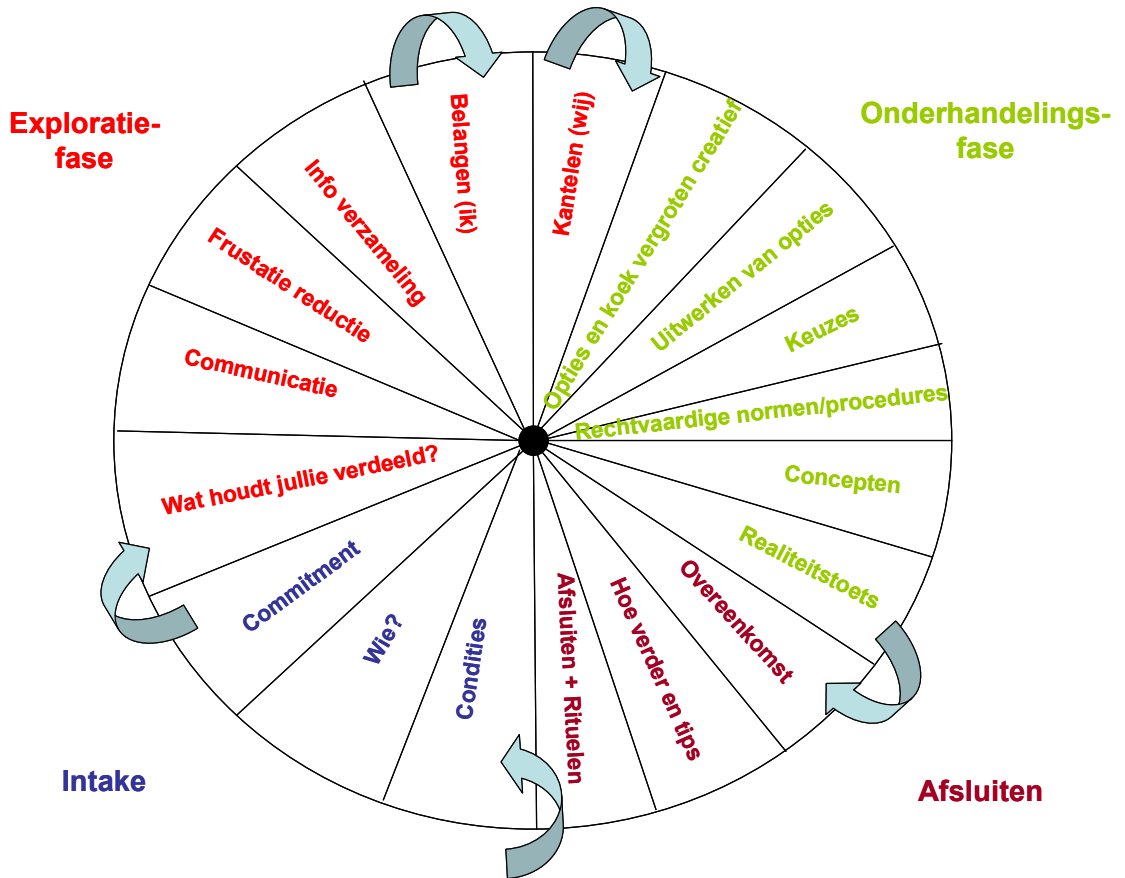 Exploratie-
fase
Onderhandelings-
fase
Belangen (ik)
Kantelen (wij)
Info verzameling
Opties en koek vergroten creatief
Frustatie reductie
Uitwerken van opties
Communicatie
Keuzes
Rechtvaardige normen/procedures
Wat houdt jullie verdeeld?
Concepten
Commitment
Realiteitstoets
Wie?
Condities
Afsluiten + Rituelen
Hoe verder en tips
Overeenkomst
Intake
Afsluiten